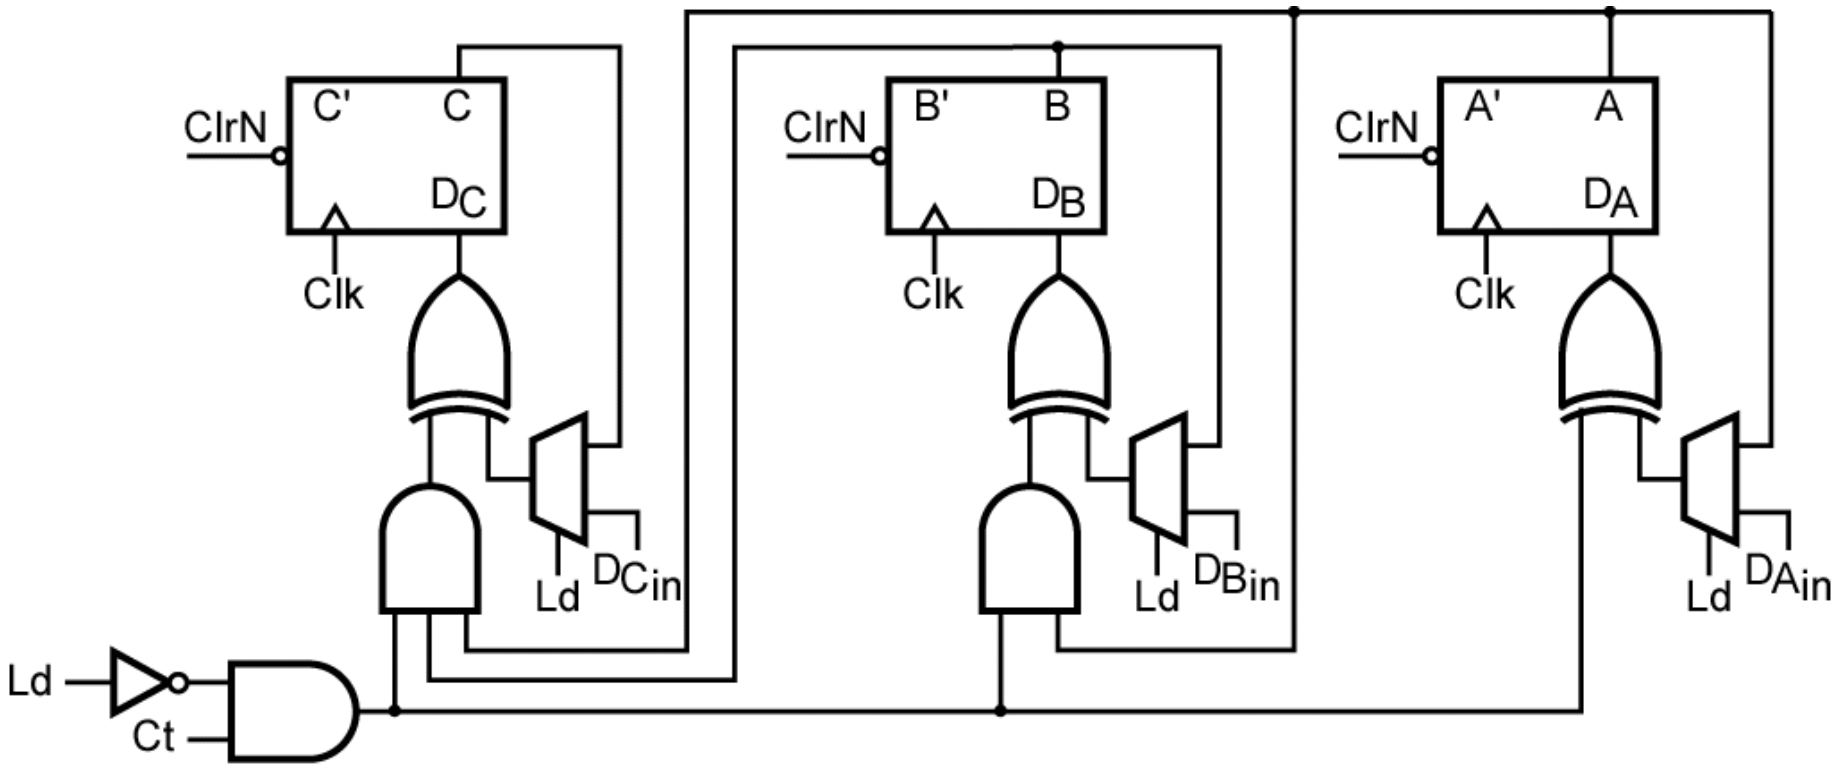 C' C
ClrN
DC
Clk
B' B
ClrN
DB
Clk
A' A
ClrN
DA
Clk
Ld
DCin
Ld
DBin
Ld
DAin
Ld
Ct